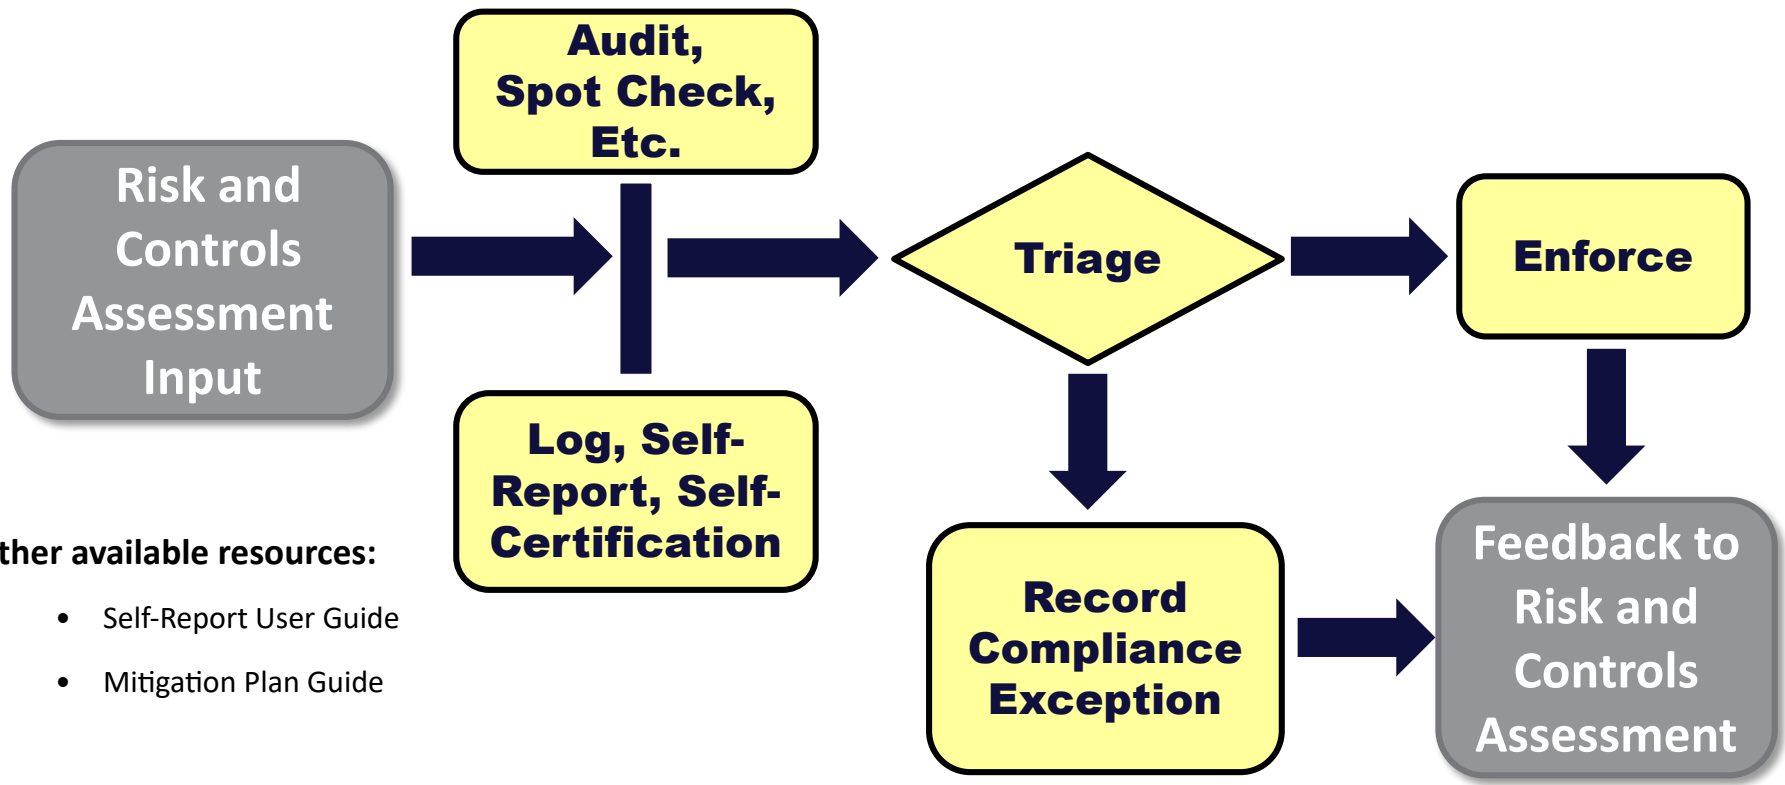 Audit,
Spot Check,
Etc.
Risk and
Controls
Assessment
Input
Triage
Enforce
Log, Self-
Report, Self-
Certification
ther available resources:
• Self-Report User Guide
• Mitigation Plan Guide
Record
Compliance
Exception
Feedback to
Risk and
Controls
Assessment